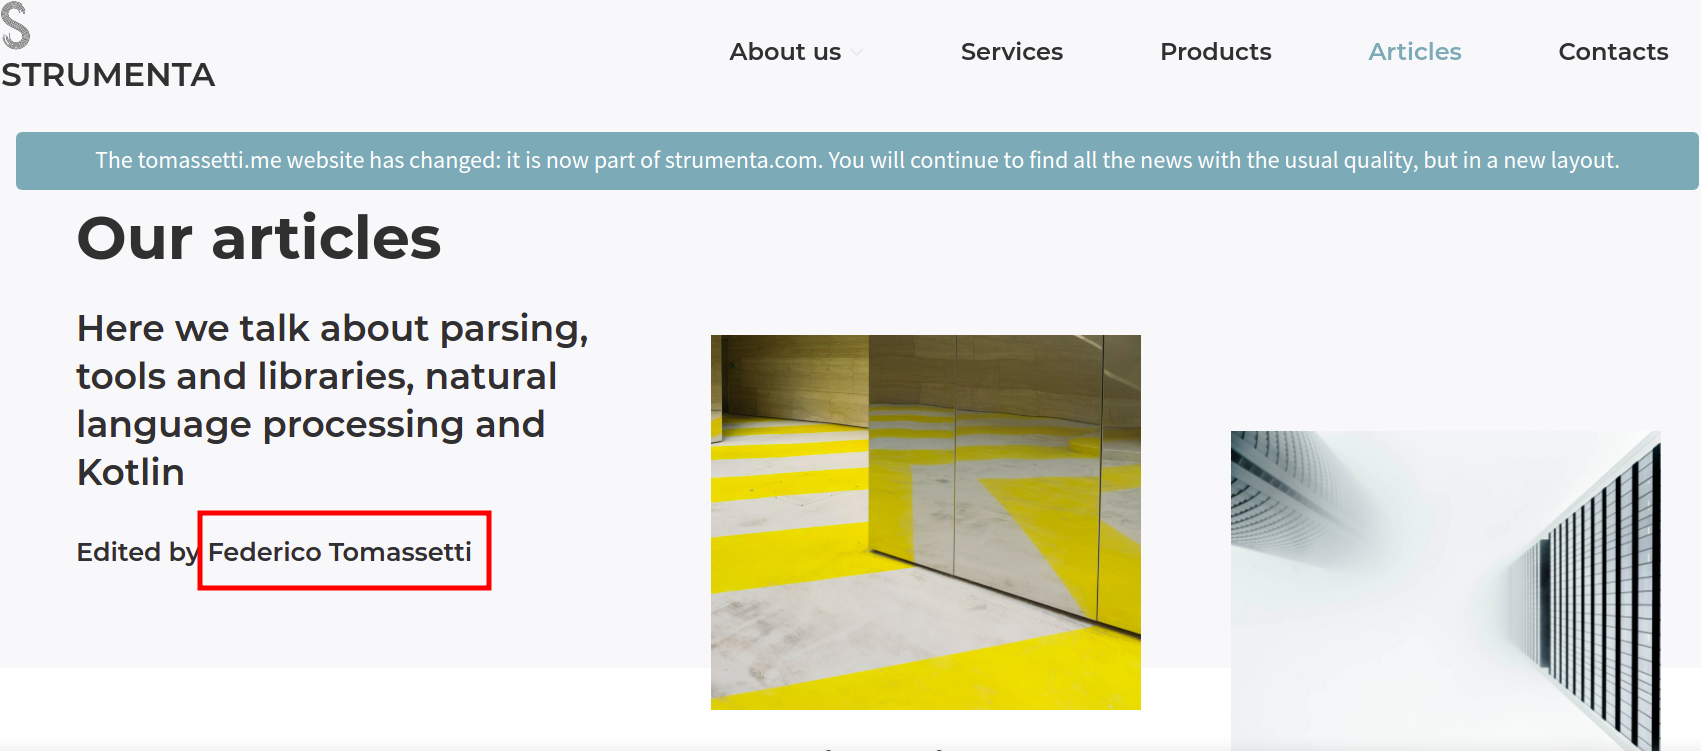 STRUMENTA
About us
Services
Products
Articles
Contacts
The tomassetti.me website has changed: it is now part of strumenta.com. You will continue to find all the news with the usual quality, but in a new layout.
Our articles
Here we talk about parsing,
tools and libraries, natural
language processing and
Kotlin
Edited by Federico Tomassetti